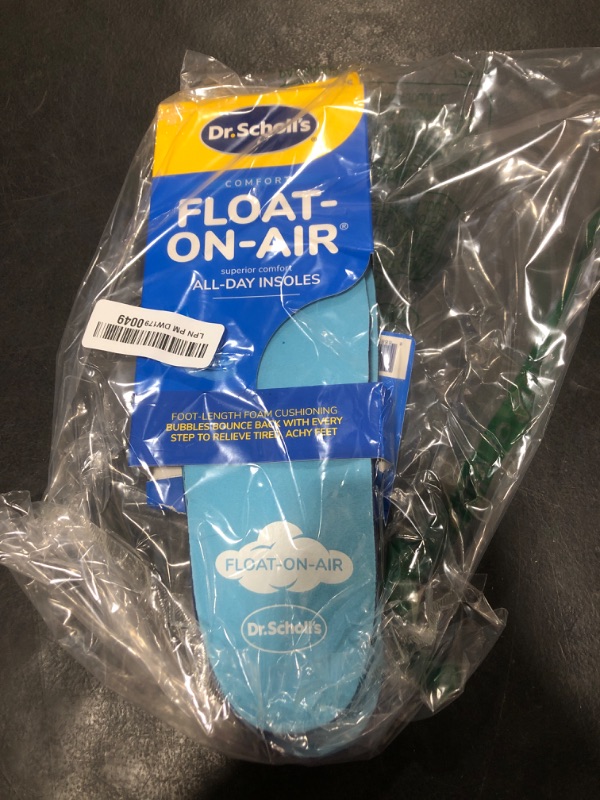 Dr.Scholl's
COMFORT
FLOAT-
ON-AIR®
superior comfort
ALL-DAY INSOLES
LPN PM DW1790049
FOOT-LENGTH FOAM CUSHIONING
BUBBLES BOUNCE BACK WITH EVERY
STEP TO RELIEVE TIRED, ACHY FEET
FLOAT-ON-AIR
Dr.Scholl's